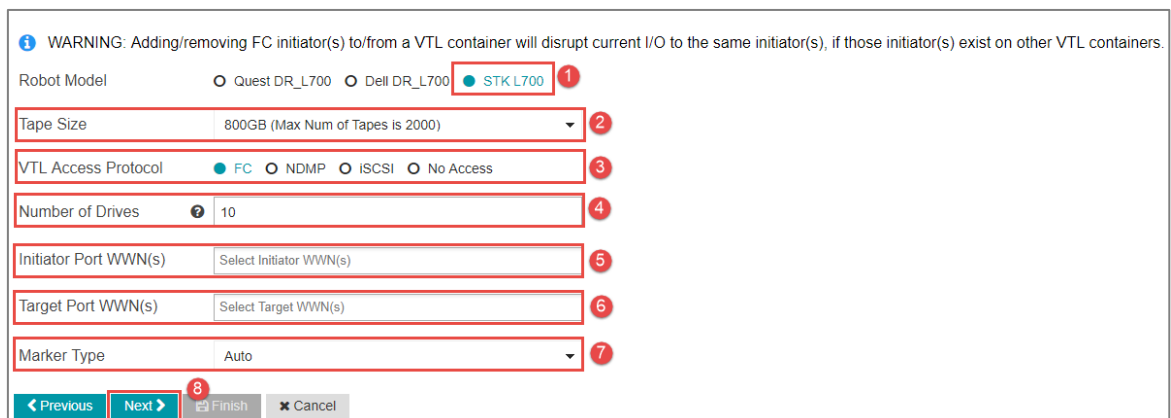 WARNING: Adding/removing FC initiator(s) to/from a VTL container will disrupt current I/O to the same initiator(s), if those initiator(s) exist on other VTL containers.
Robot Model Quest DR_L700 Dell DR_L700 STK L700 1
Tape Size 800GB (Max Num of Tapes is 2000) 2
VTL Access Protocol FC NDMP iSCSI No Access 3
Number of Drives ? 10 4
Initiator Port WWN(s) Select Initiator WWN(s) 5
Target Port WWN(s) Select Target WWN(s) 6
Marker Type Auto 7
8
Previous Next Finish Cancel